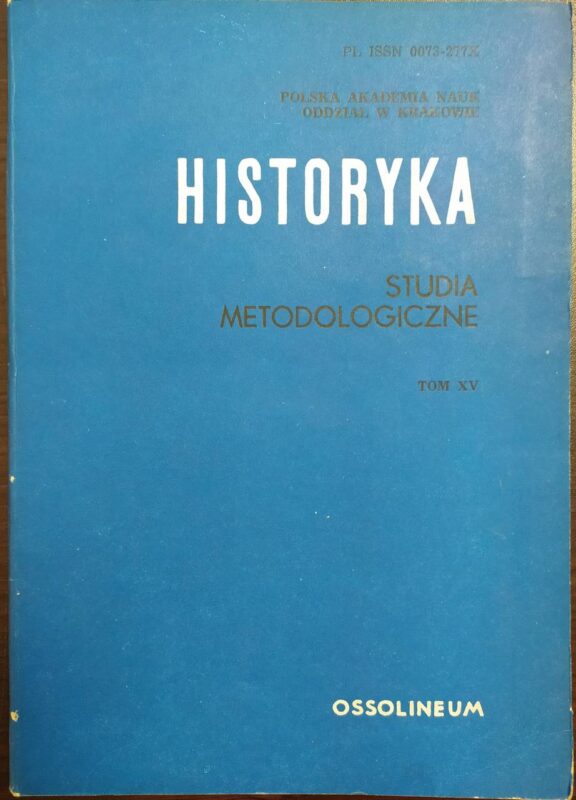 PL ISSN 0073-277X
POLSKA AKADEMIA NAUK
ODDZIAŁ W KRAKOWIE
HISTORYKA
STUDIA
METODOLOGICZNE
TOM XV
OSSOLINEUM